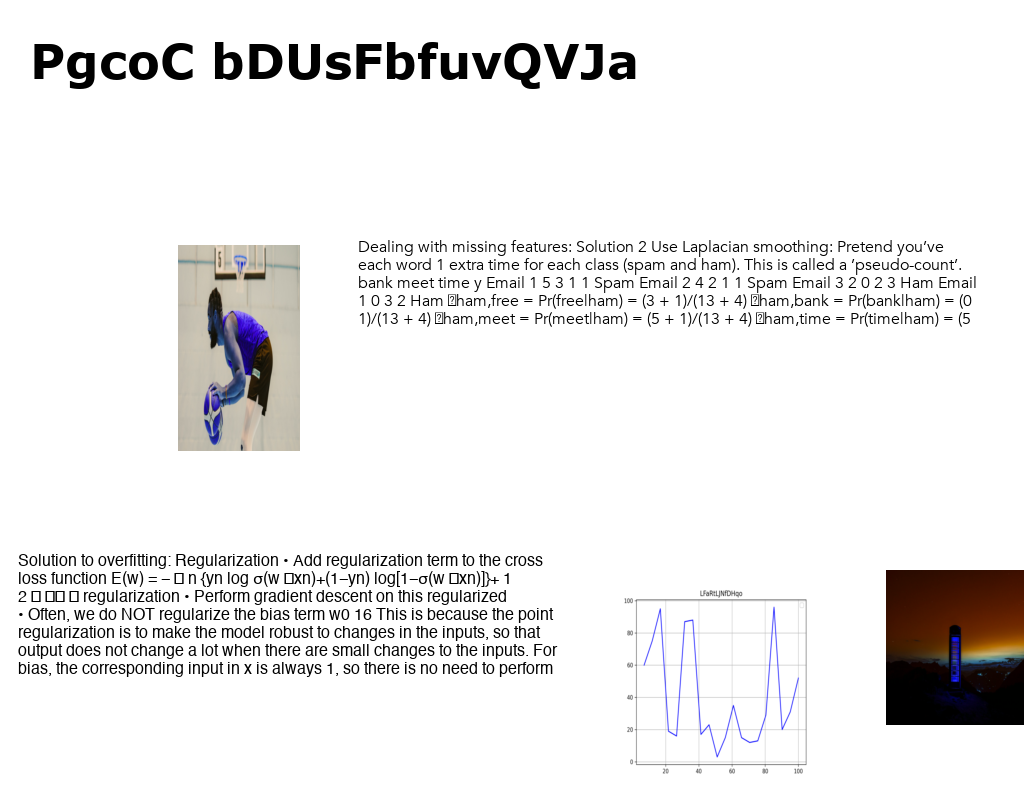 PgcoC bDUsFbfuvQVJa
Dealing with missing features: Solution 2 Use Laplacian smoothing: Pretend you’ve
each word 1 extra time for each class (spam and ham). This is called a ‘pseudo-count’.
bank meet time y Email 1 5 3 1 1 Spam Email 2 4 2 1 1 Spam Email 3 2 0 2 3 Ham Email
1 0 3 2 Ham ham,free = Pr(free|ham) = (3 + 1)/(13 + 4) ham,bank = Pr(bank|ham) = (0
1)/(13 + 4) ham,meet = Pr(meet|ham) = (5 + 1)/(13 + 4) ham,time = Pr(time|ham) = (5
Solution to overfitting: Regularization • Add regularization term to the cross
loss function E(w) = – n {yn log σ(w xn)+(1–yn) log[1–σ(w xn)]}+ 1
2 regularization • Perform gradient descent on this regularized
• Often, we do NOT regularize the bias term w0 16 This is because the point
regularization is to make the model robust to changes in the inputs, so that
output does not change a lot when there are small changes to the inputs. For
bias, the corresponding input in x is always 1, so there is no need to perform
LFaRtLJNfDHqo
100
80
60
40
20
0
20 40 60 80 100